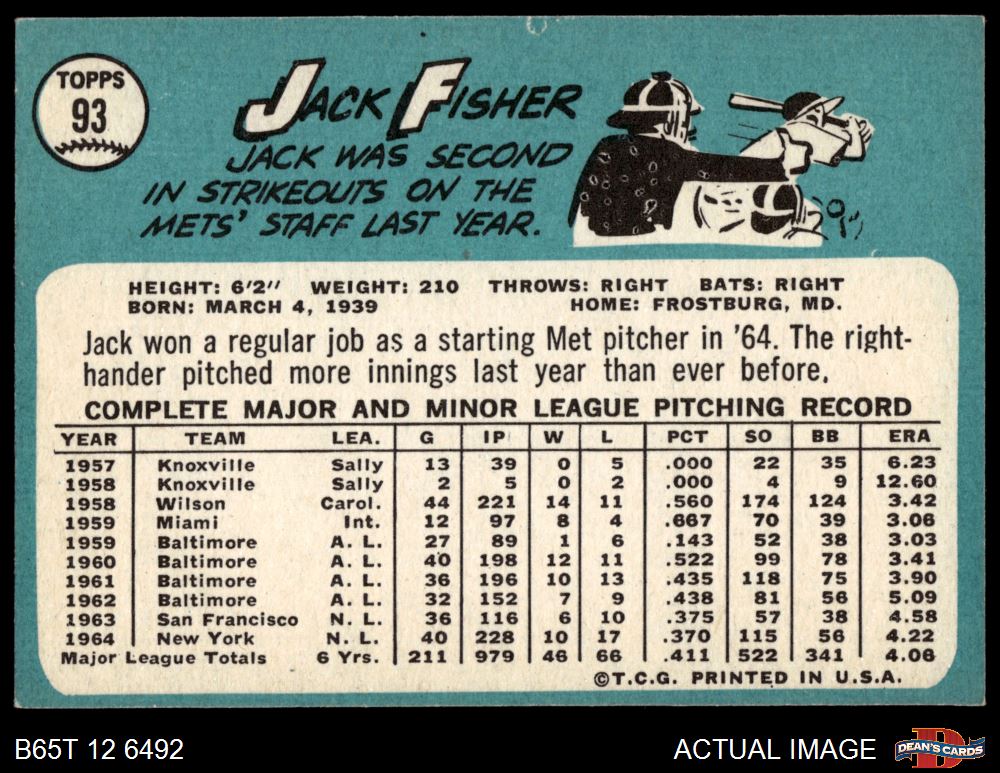 TOPPS
93
JACK FISHER
JACK WAS SECOND
IN STRIKEOUTS ON THE
METS' STAFF LAST YEAR.
HEIGHT: 6'2" WEIGHT: 210 THROWS: RIGHT BATS: RIGHT
BORN: MARCH 4, 1939 HOME: FROSTBURG, MD.
Jack won a regular job as a starting Met pitcher in '64. The right-
hander pitched more innings last year than ever before.
COMPLETE MAJOR AND MINOR LEAGUE PITCHING RECORD
YEAR TEAM LEA. G IP W L PCT SO BB ERA
1957 Knoxville Sally 13 39 0 5 .000 22 35 6.23
1958 Knoxville Sally 2 5 0 2 .000 4 9 12.60
1958 Wilson Carol. 44 221 14 11 .560 174 124 3.42
1959 Miami Int. 12 97 8 4 .667 70 39 3.06
1959 Baltimore A. L. 27 89 1 6 .143 52 38 3.03
1960 Baltimore A. L. 40 198 12 11 .522 99 78 3.41
1961 Baltimore A. L. 36 196 10 13 .435 118 75 3.90
1962 Baltimore A. L. 32 152 7 9 .438 81 56 5.09
1963 San Francisco N. L. 36 116 6 10 .375 57 38 4.58
1964 New York N. L. 40 228 10 17 .370 115 56 4.22
Major League Totals 6 Yrs. 211 979 46 66 .411 522 341 4.06
©T.C.G. PRINTED IN U.S.A.
B65T 12 6492 ACTUAL IMAGE DEAN'S CARDS